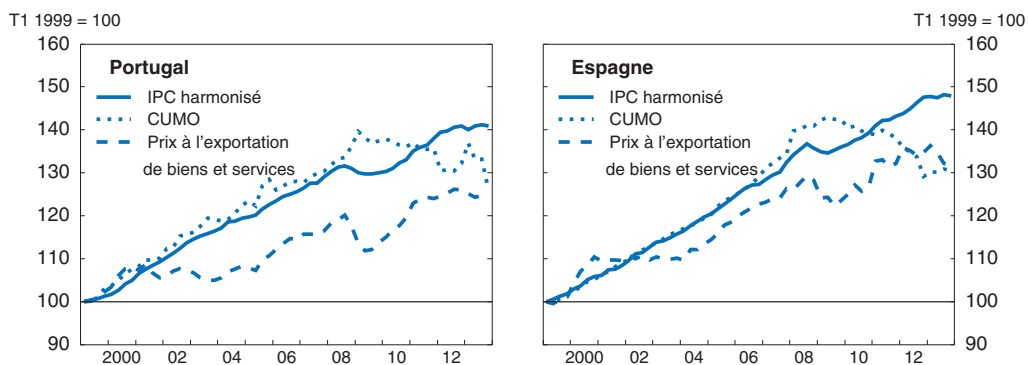 T1 1999 = 100
160
150
140
130
120
110
100
90
Portugal
IPC harmonisé
CUMO
Prix à l'exportation
de biens et services
2000 02 04 06 08 10 12
T1 1999 = 100
Espagne
IPC harmonisé
CUMO
Prix à l'exportation
de biens et services
160
150
140
130
120
110
100
90
2000 02 04 06 08 10 12